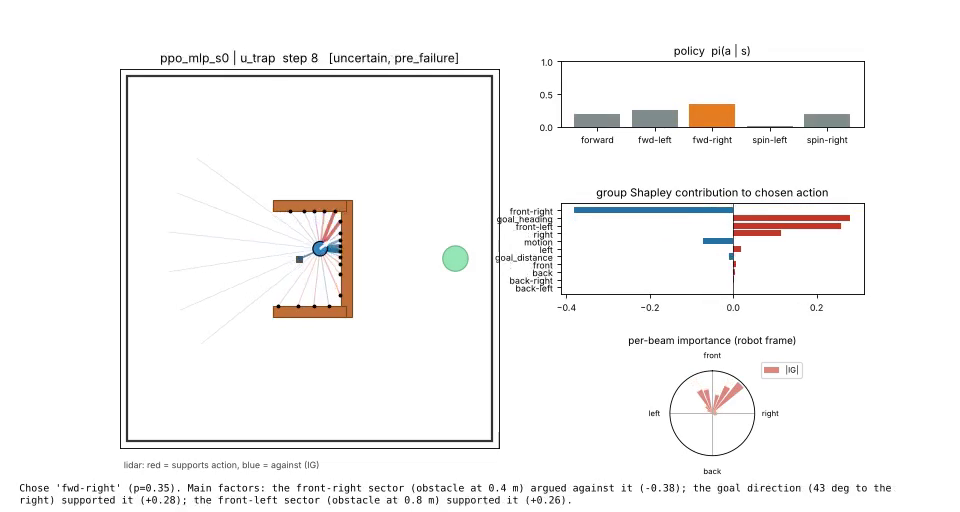 ppo_mlp_s0 | u_trap  step 8   [uncertain, pre_failure]
lidar: red = supports action, blue = against (IG)
policy  pi(a | s)
1.0
0.5
0.0
forward
fwd-left
fwd-right
spin-left
spin-right
group Shapley contribution to chosen action
front-right
goal_heading
front-left
right
motion
left
goal_distance
front
back
back-right
back-left
−0.4
−0.2
0.0
0.2
per-beam importance (robot frame)
front
|IG|
left
right
back
Chose 'fwd-right' (p=0.35). Main factors: the front-right sector (obstacle at 0.4 m) argued against it (-0.38); the goal direction (43 deg to the
right) supported it (+0.28); the front-left sector (obstacle at 0.8 m) supported it (+0.26).